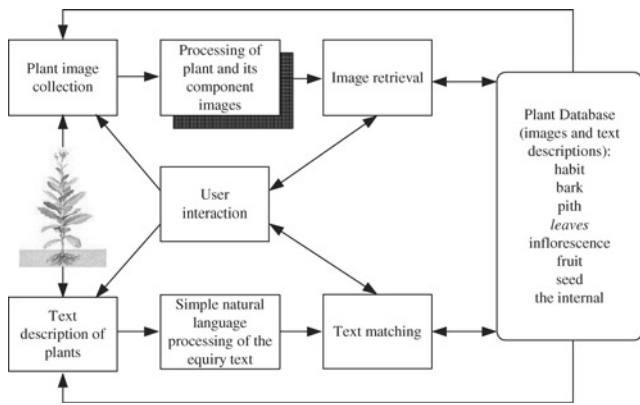 Plant image
collection
Processing of
plant and its
component
images
Image retrieval
Plant Database
(images and text
descriptions):
habit
bark
pith
leaves
inflorescence
fruit
seed
the internal
User
interaction
Text
description of
plants
Simple natural
language
processing of the
equiry text
Text matching